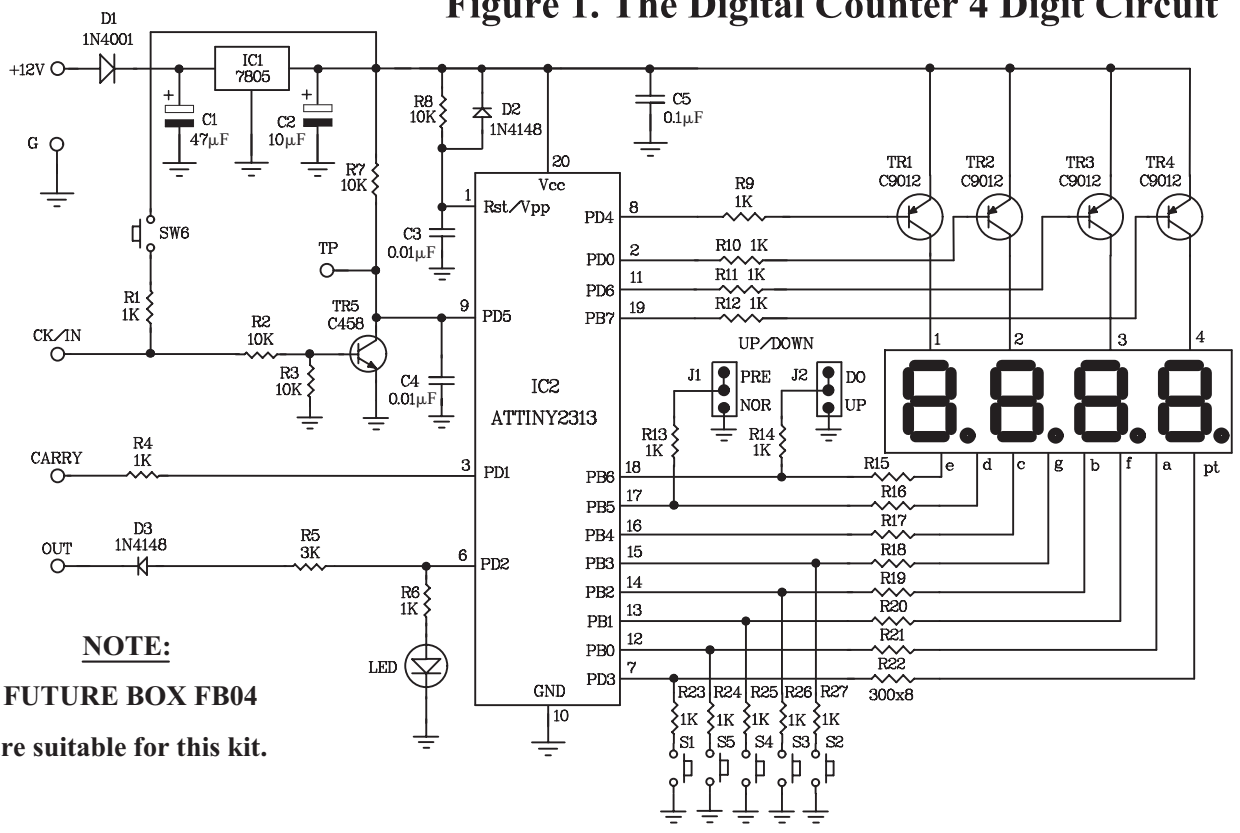 Figure 1. The Digital Counter 4 Digit Circuit
D1
1N4001
+12V
IC1
7805
+
C1
47µF
+
C2
10µF
G
R8
10K
D2
1N4148
C5
0.1µF
R7
10K
20
Vcc
1
Rst/Vpp
C3
0.01µF
SW6
TP
R1
1K
CK/IN
R2
10K
R3
10K
TR5
C458
9
PD5
C4
0.01µF
IC2
ATTINY2313
CARRY
R4
1K
3
PD1
OUT
D3
1N4148
R5
3K
6
PD2
R6
1K
LED
GND
10
TR1
C9012
TR2
C9012
TR3
C9012
TR4
C9012
PD4
8
R9
1K
PD0
2
R10 1K
PD6
11
R11 1K
PB7
19
R12 1K
UP/DOWN
J1
PRE
NOR
J2
DO
UP
R13
1K
R14
1K
1
2
3
4
8.8.8.8.
e
d
c
g
b
f
a
pt
PB6
18
R15
PB5
17
R16
PB4
16
R17
PB3
15
R18
PB2
14
R19
PB1
13
R20
PB0
12
R21
PD3
7
R22
300x8
R23
R24
R25
R26
R27
1K
1K
1K
1K
1K
S1
S5
S4
S3
S2
NOTE:
FUTURE BOX FB04
re suitable for this kit.